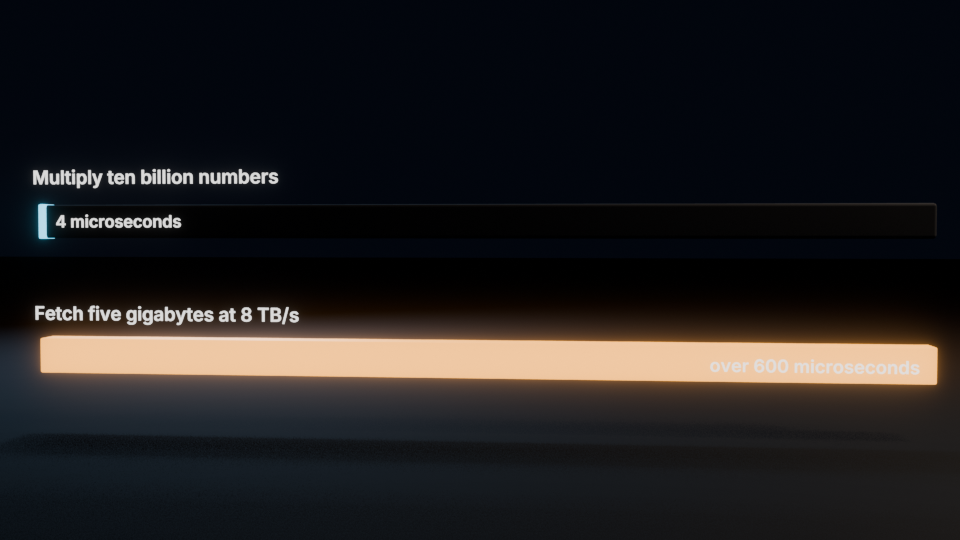 Multiply ten billion numbers
4 microseconds
Fetch five gigabytes at 8 TB/s
over 600 microseconds